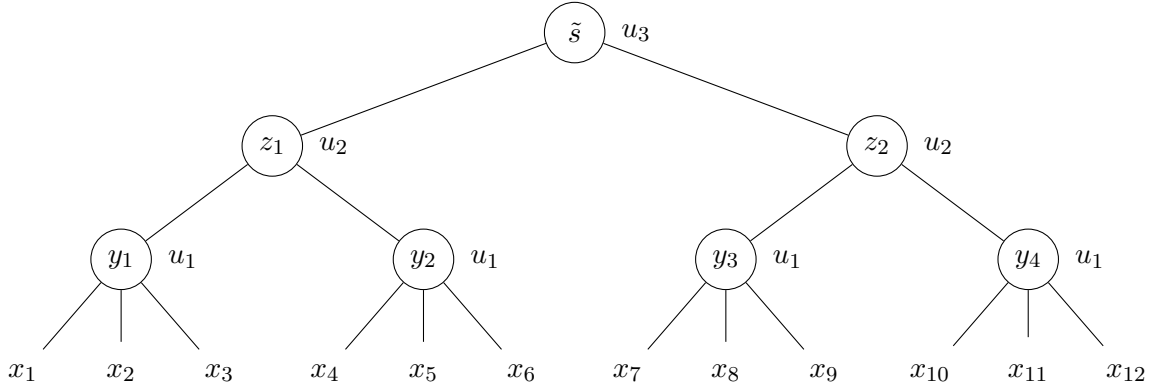 s̃ u₃
z₁ u₂ z₂ u₂
y₁ u₁ y₂ u₁ y₃ u₁ y₄ u₁
x₁ x₂ x₃ x₄ x₅ x₆ x₇ x₈ x₉ x₁₀ x₁₁ x₁₂